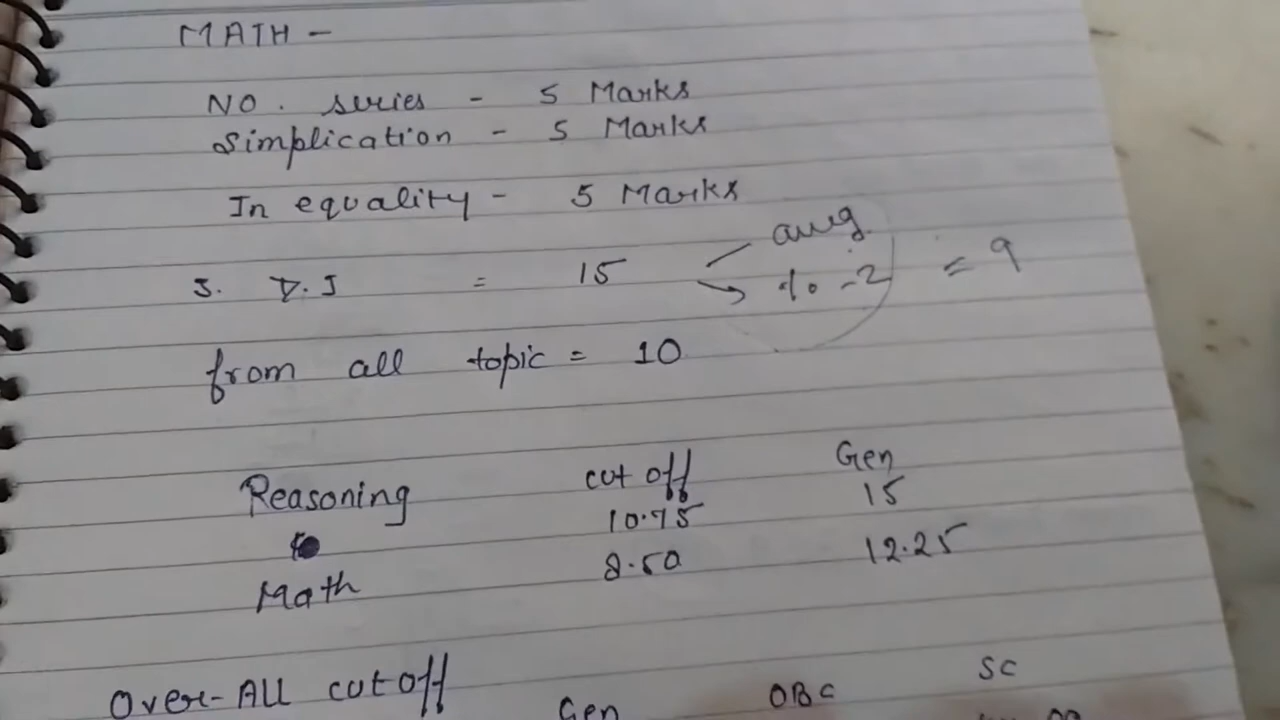 MATH -
NO. series - 5 Marks
Simplication - 5 Marks
In equality - 5 Marks
avg
D.I = 15
% - 2 = 9
from all topic = 10
cut off Gen
Reasoning 10.75 15
Math 8.50 12.25
Over-All cut off
Gen OBC SC